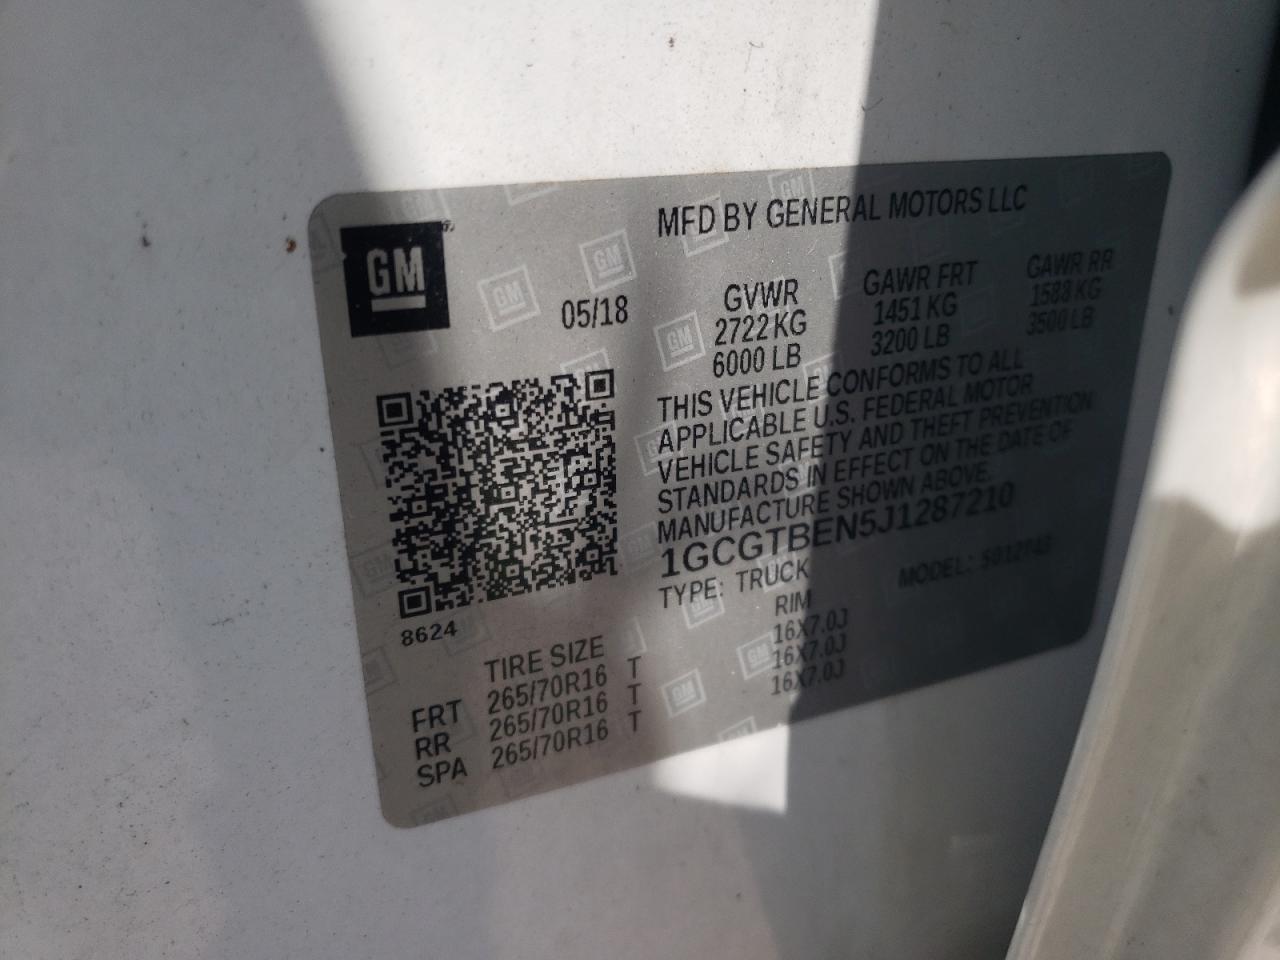 GM
MFD BY GENERAL MOTORS LLC
05/18
GVWR GAWR FRT GAWR RR
2722 KG 1451 KG 1588 KG
6000 LB 3200 LB 3500 LB
THIS VEHICLE CONFORMS TO ALL
APPLICABLE U.S. FEDERAL MOTOR
VEHICLE SAFETY AND THEFT PREVENTION
STANDARDS IN EFFECT ON THE DATE OF
MANUFACTURE SHOWN ABOVE.
1GCGTBEN5J1287210
TYPE: TRUCK MODEL:
8624
TIRE SIZE RIM
FRT 265/70R16 T 16X7.0J
RR 265/70R16 T 16X7.0J
SPA 265/70R16 T 16X7.0J